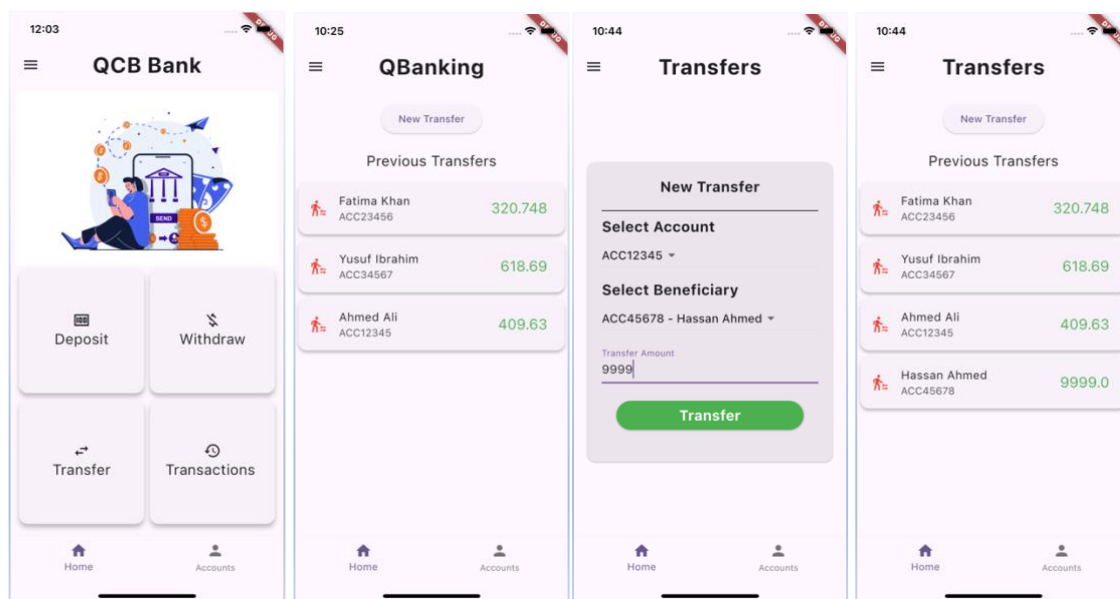 12:03
QCB Bank
SEND
Deposit
Withdraw
Transfer
Transactions
Home
Accounts
10:25
QBanking
New Transfer
Previous Transfers
Fatima Khan
ACC23456
320.748
Yusuf Ibrahim
ACC34567
618.69
Ahmed Ali
ACC12345
409.63
Home
Accounts
10:44
Transfers
New Transfer
Select Account
ACC12345
Select Beneficiary
ACC45678 - Hassan Ahmed
Transfer Amount
9999
Transfer
Home
Accounts
10:44
Transfers
New Transfer
Previous Transfers
Fatima Khan
ACC23456
320.748
Yusuf Ibrahim
ACC34567
618.69
Ahmed Ali
ACC12345
409.63
Hassan Ahmed
ACC45678
9999.0
Home
Accounts